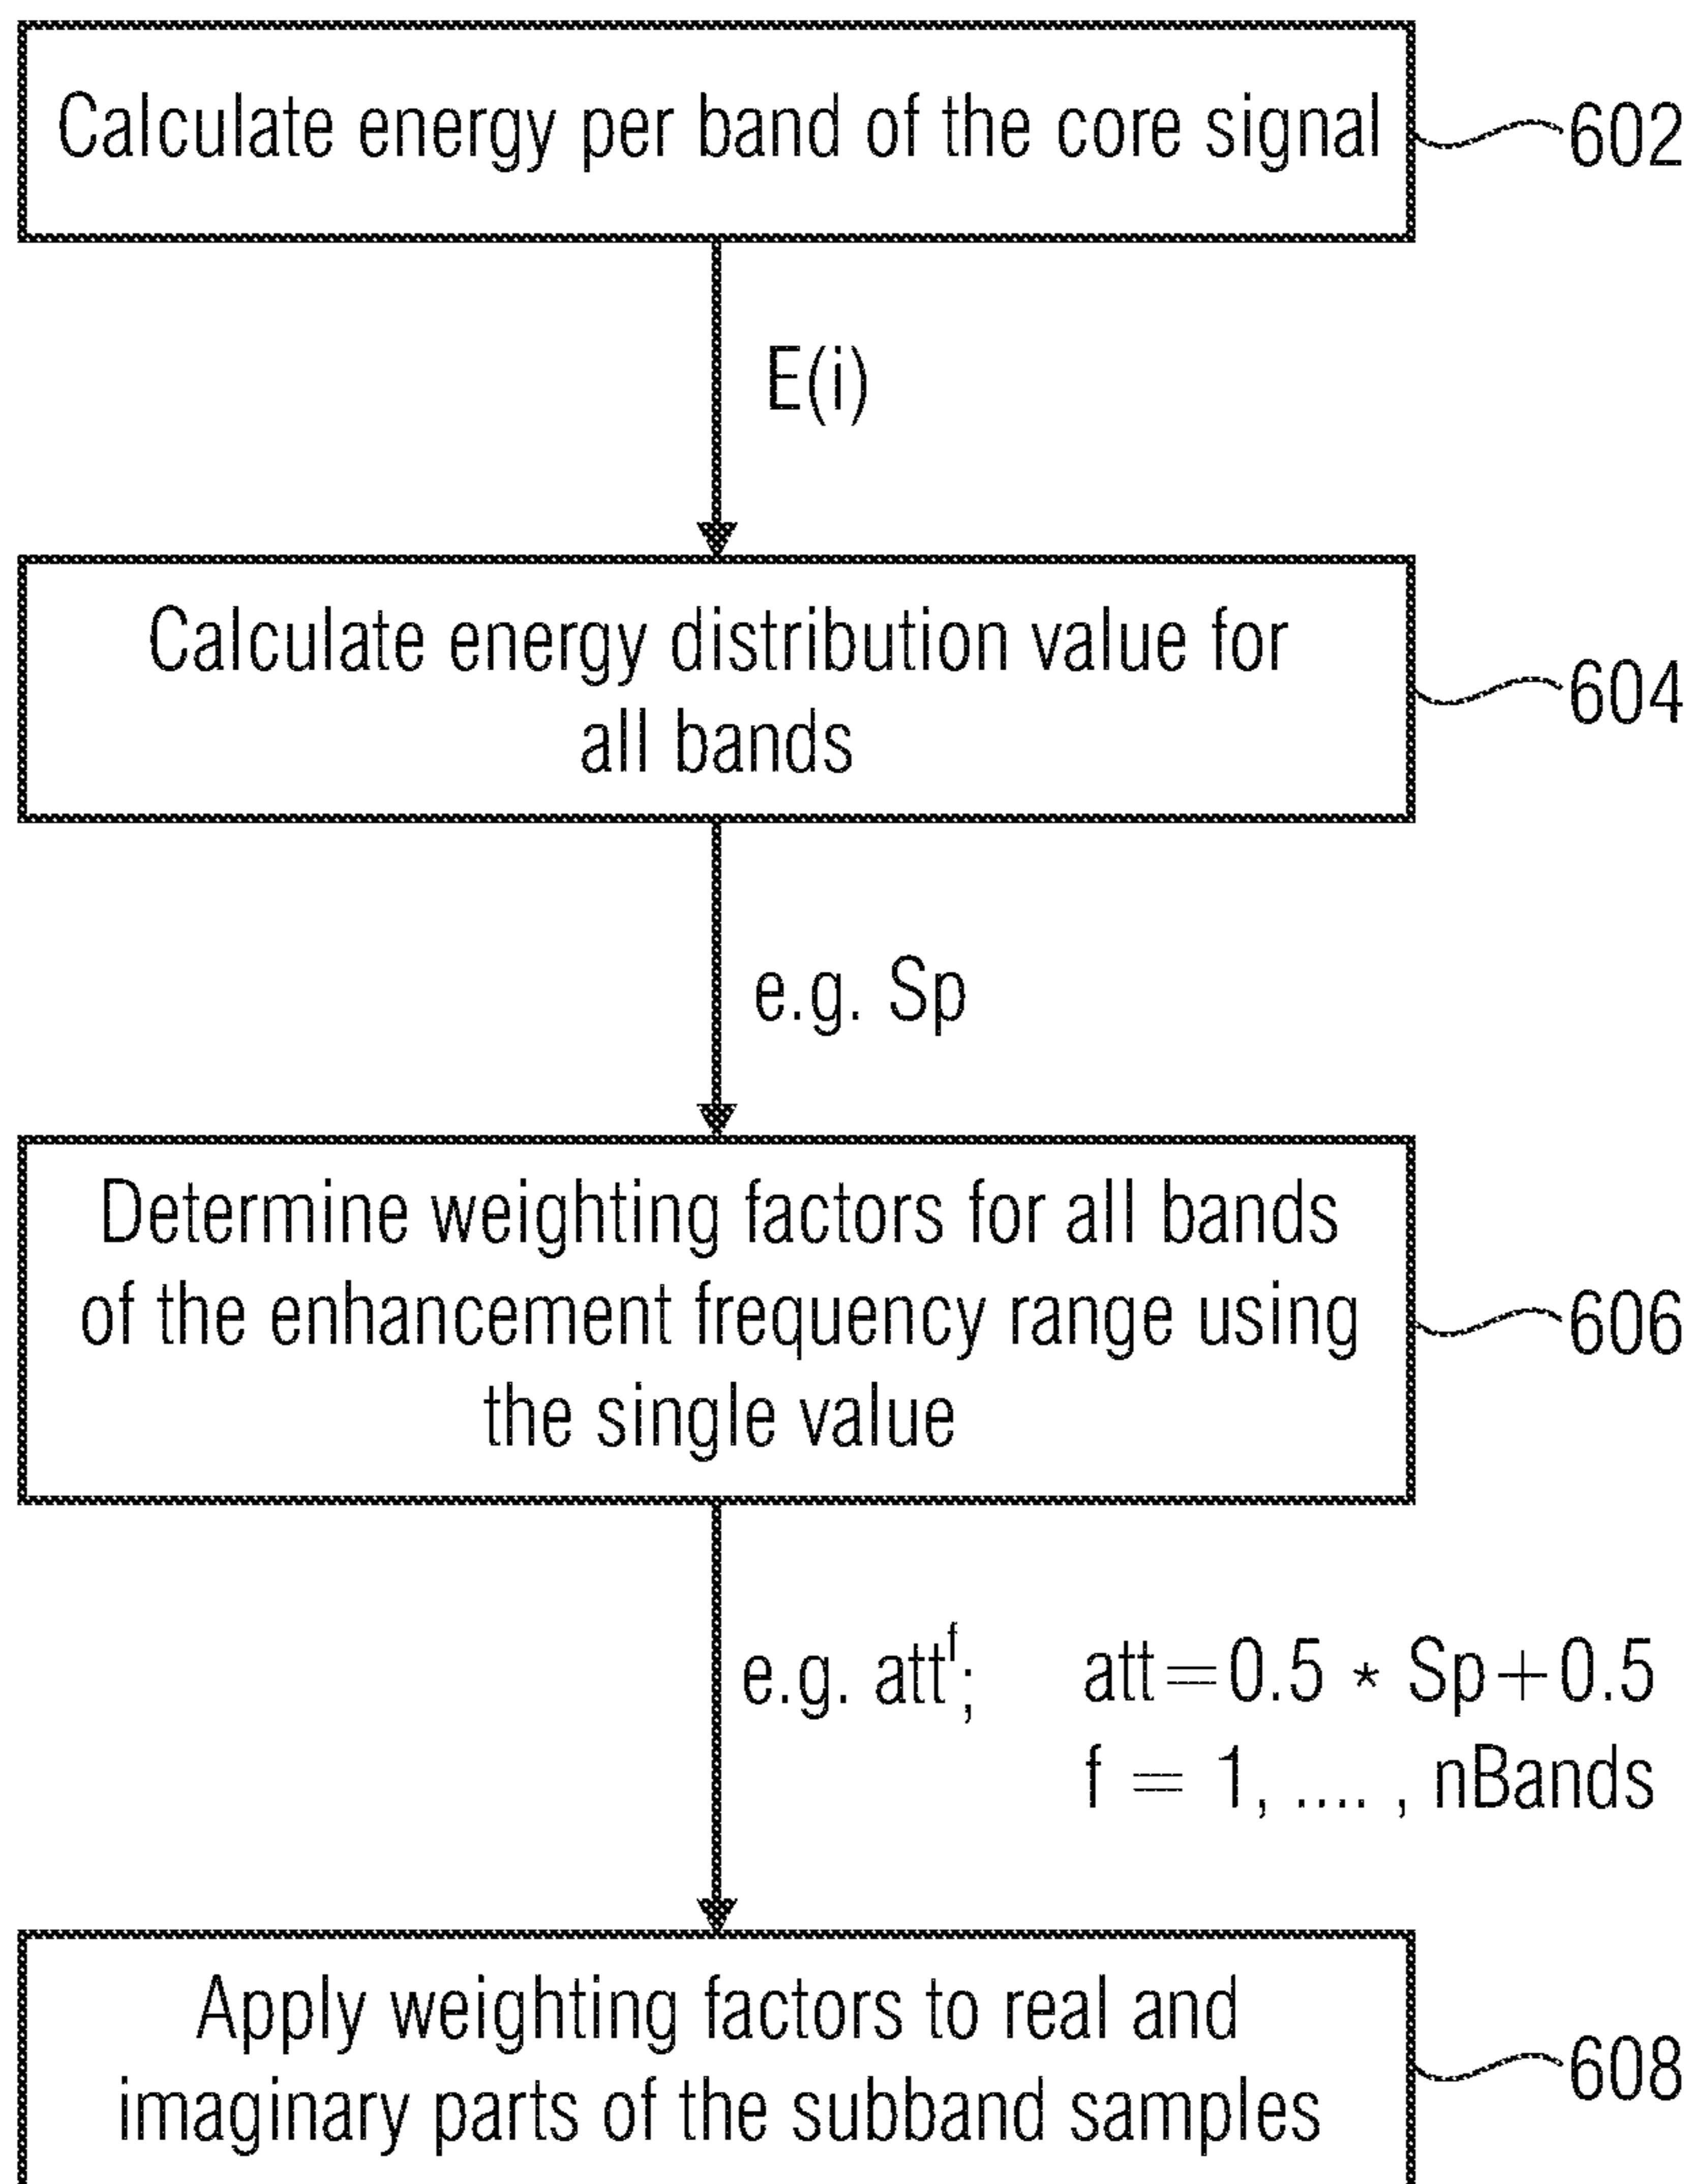 Calculate energy per band of the core signal 602
E(i)
Calculate energy distribution value for
all bands
604
e.g. Sp
Determine weighting factors for all bands
of the enhancement frequency range using
the single value
606
e.g. att^f; att=0.5 * Sp+0.5
f = 1, .... , nBands
Apply weighting factors to real and
imaginary parts of the subband samples
608